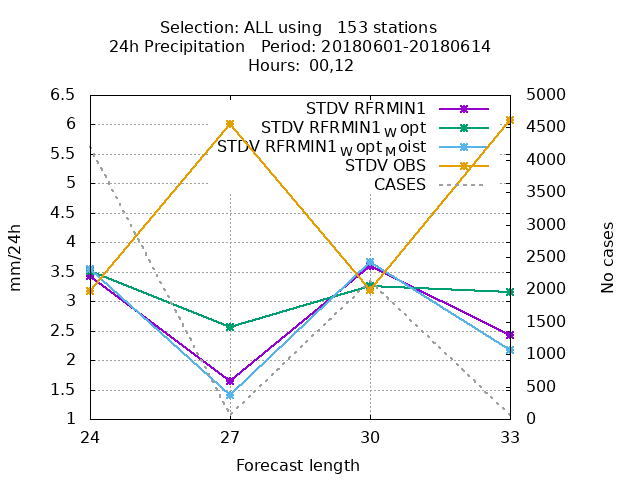 Selection: ALL using   153 stations
24h Precipitation   Period: 20180601-20180614
Hours:  00,12
6.5
6
5.5
5
4.5
4
3.5
3
2.5
2
1.5
1
mm/24h
STDV RFRMIN1
STDV RFRMIN1_W opt
STDV RFRMIN1_W opt_M oist
STDV OBS
CASES
5000
4500
4000
3500
3000
2500
2000
1500
1000
500
0
No cases
24 27 30 33
Forecast length